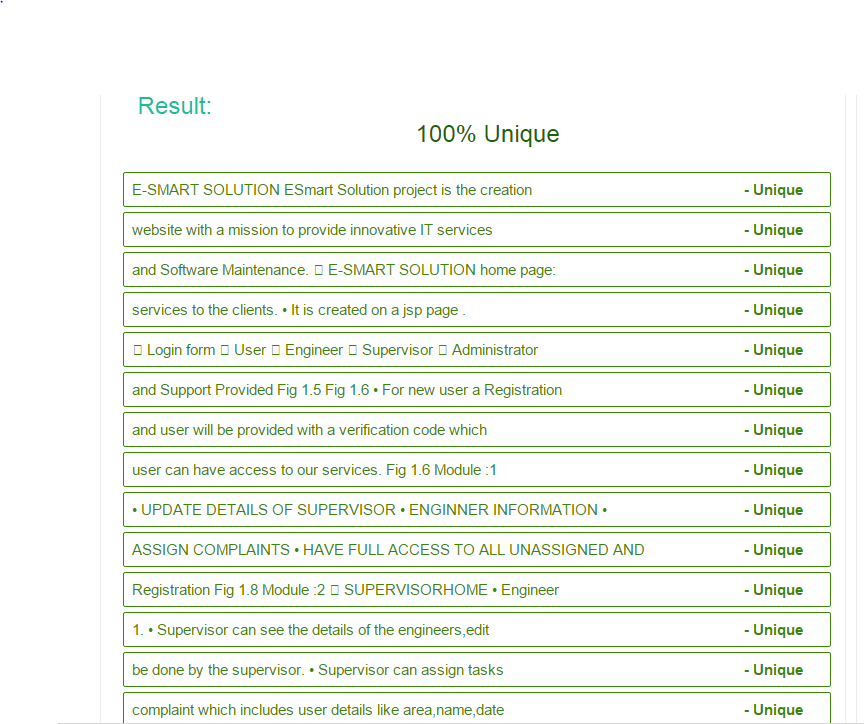 Result:
100% Unique
E-SMART SOLUTION ESmart Solution project is the creation - Unique
website with a mission to provide innovative IT services - Unique
and Software Maintenance. 􀂾 E-SMART SOLUTION home page: - Unique
services to the clients. • It is created on a jsp page . - Unique
􀂾 Login form 􀂾 User 􀂾 Engineer 􀂾 Supervisor 􀂾 Administrator - Unique
and Support Provided Fig 1.5 Fig 1.6 • For new user a Registration - Unique
and user will be provided with a verification code which - Unique
user can have access to our services. Fig 1.6 Module :1 - Unique
• UPDATE DETAILS OF SUPERVISOR • ENGINNER INFORMATION • - Unique
ASSIGN COMPLAINTS • HAVE FULL ACCESS TO ALL UNASSIGNED AND - Unique
Registration Fig 1.8 Module :2 􀂾 SUPERVISORHOME • Engineer - Unique
1. • Supervisor can see the details of the engineers,edit - Unique
be done by the supervisor. • Supervisor can assign tasks - Unique
complaint which includes user details like area,name,date - Unique